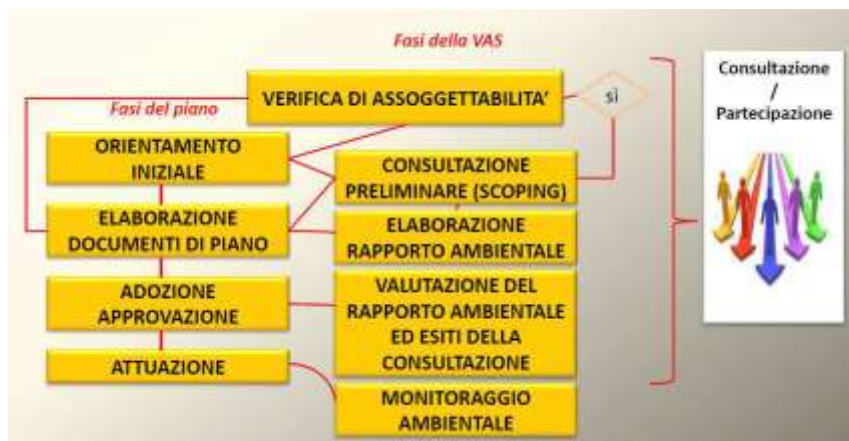 Fasi della VAS
VERIFICA DI ASSOGGETTABILITA'
sì
Fasi del piano
ORIENTAMENTO
INIZIALE
ELABORAZIONE
DOCUMENTI DI PIANO
ADOZIONE
APPROVAZIONE
ATTUAZIONE
CONSULTAZIONE
PRELIMINARE (SCOPING)
ELABORAZIONE
RAPPORTO AMBIENTALE
VALUTAZIONE DEL
RAPPORTO AMBIENTALE
ED ESITI DELLA
CONSULTAZIONE
MONITORAGGIO
AMBIENTALE
Consultazione
/
Partecipazione